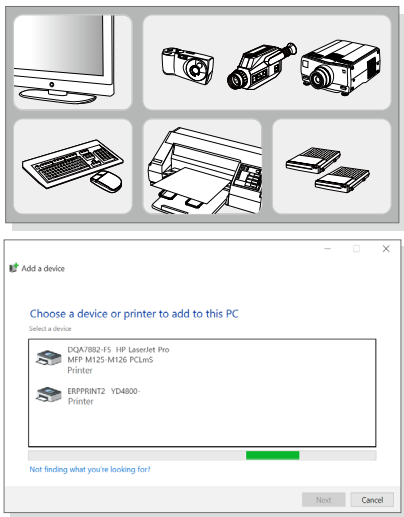 Add a device
Choose a device or printer to add to this PC
Select a device
DQA7882-F5 HP LaserJet Pro
MFP M125-M126 PCLmS
Printer
ERPPRINT2 YD4800-
Printer
Not finding what you're looking for?
Next
Cancel